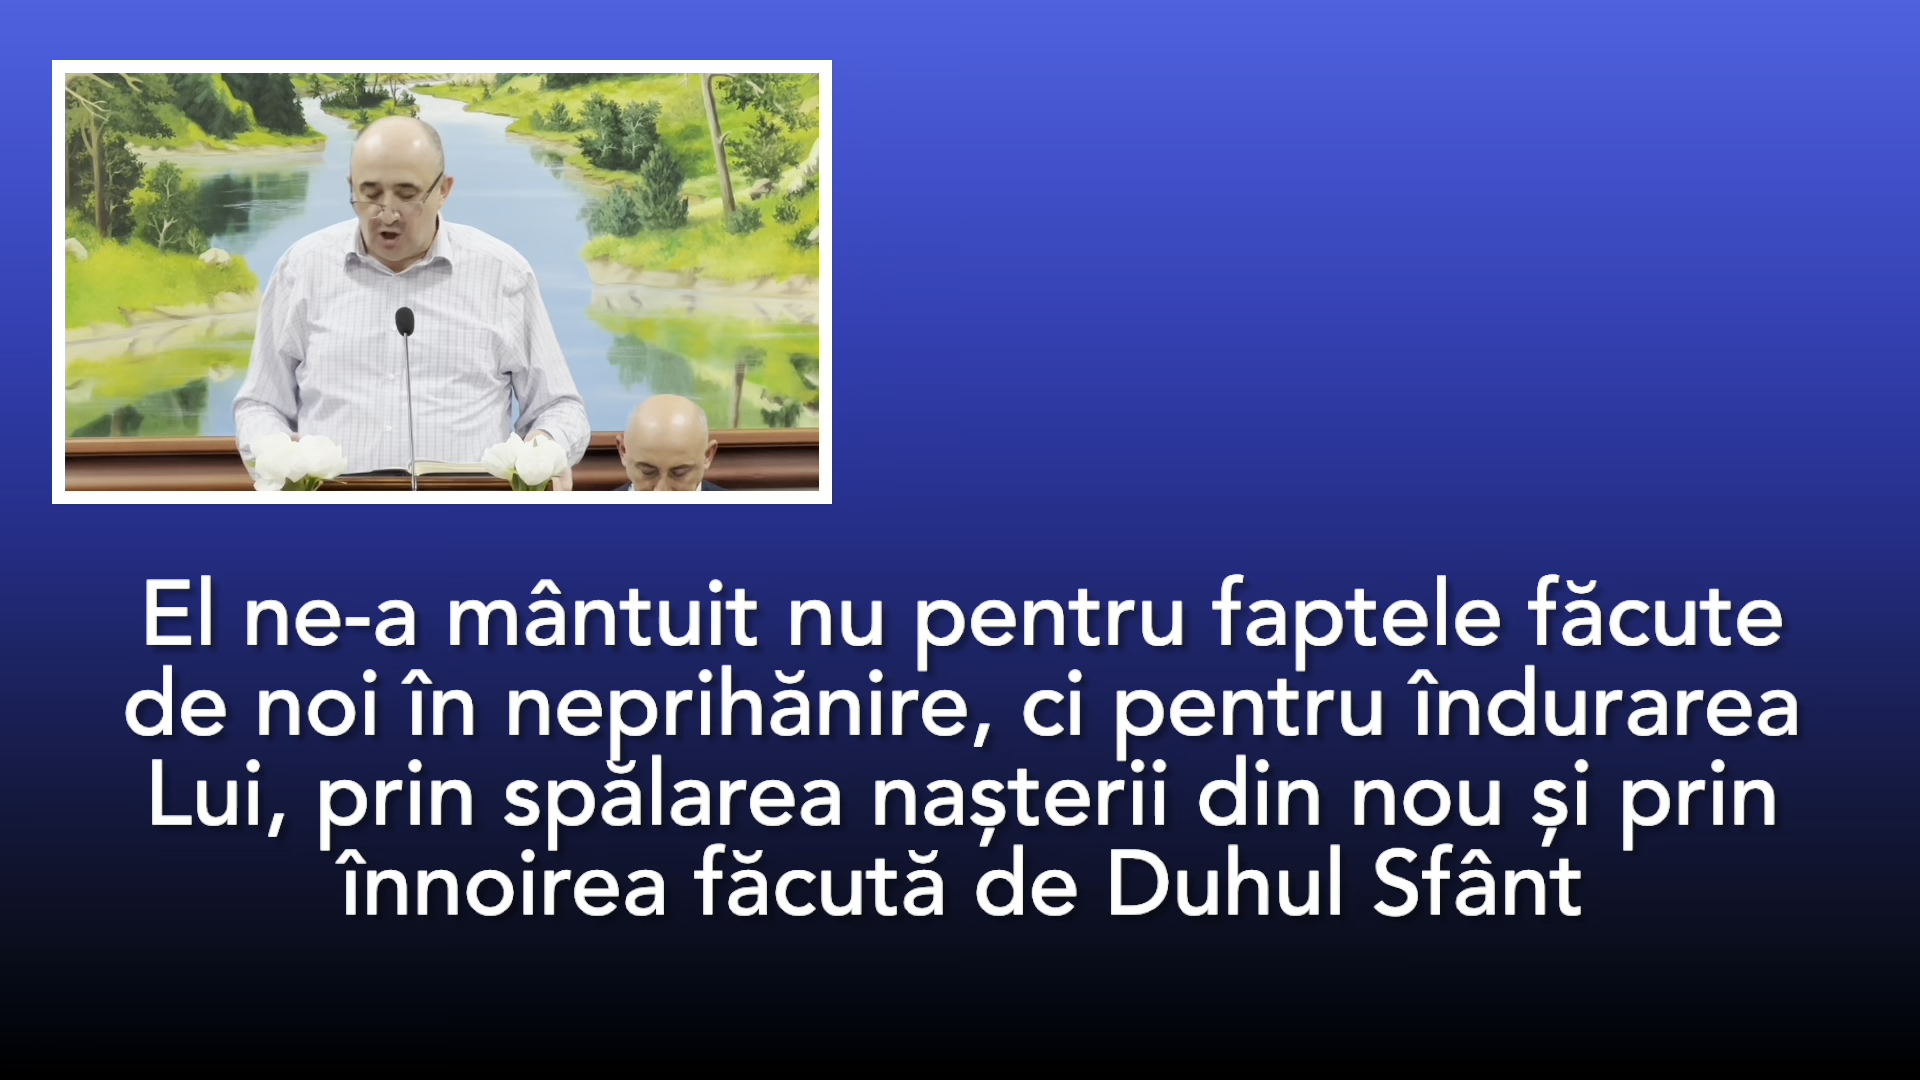 El ne-a mântuit nu pentru faptele făcute
de noi în neprihănire, ci pentru îndurarea
Lui, prin spălarea nașterii din nou și prin
înnoirea făcută de Duhul Sfânt